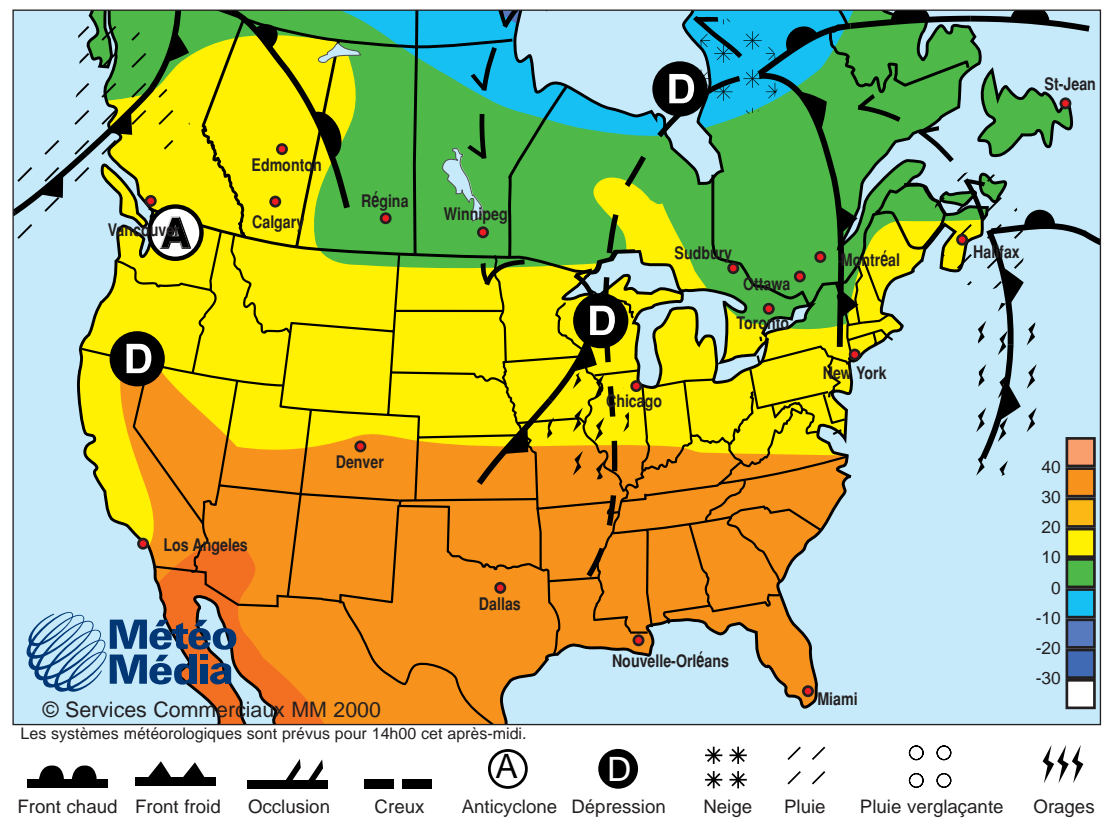 St-Jean
D
Edmonton
Régina
Calgary
Winnipeg
Vancouver
A
Sudbury
Montréal
Halifax
Ottawa
Toronto
D
D
New York
Chicago
Denver
40
30
20
10
0
-10
-20
-30
Los Angeles
Dallas
Nouvelle-Orléans
Miami
Météo
Média
© Services Commerciaux MM 2000
Les systèmes météorologiques sont prévus pour 14h00 cet après-midi.
A
D
Front chaud Front froid Occlusion Creux Anticyclone Dépression Neige Pluie Pluie verglaçante Orages